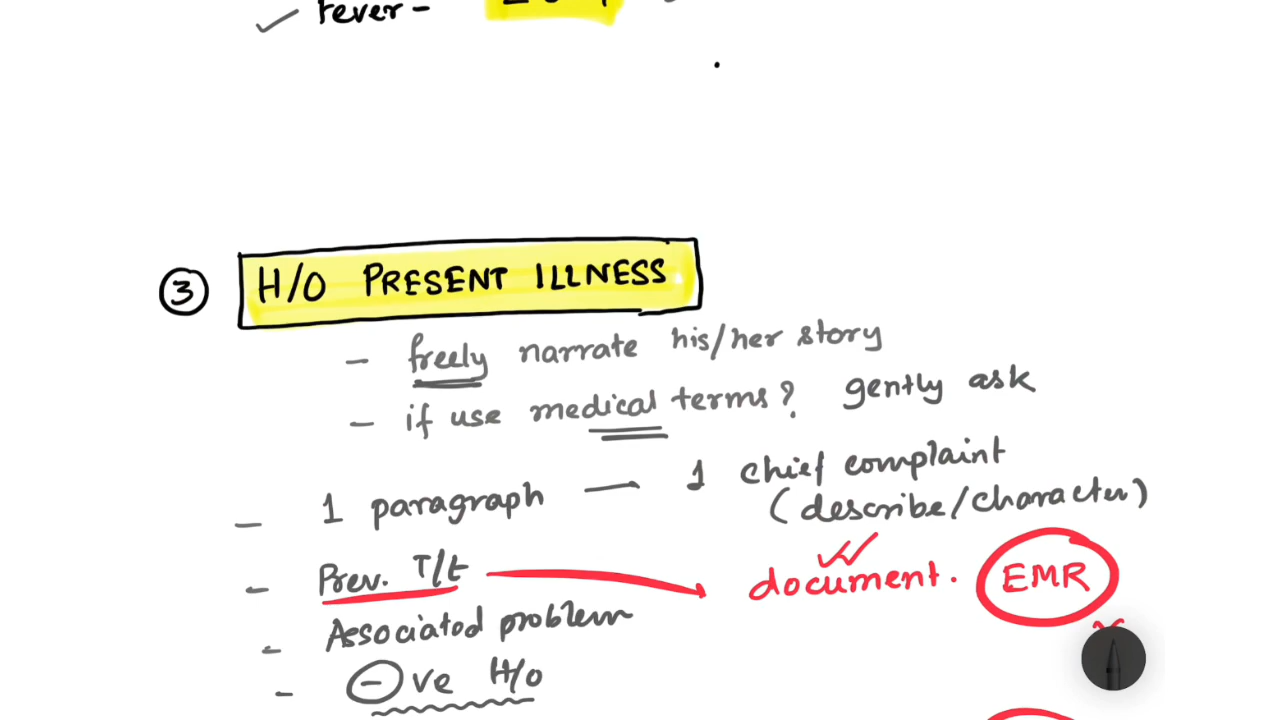 ✓ fever -
③ H/O PRESENT ILLNESS
- freely narrate his/her story
- if use medical terms? gently ask
- 1 paragraph — 1 chief complaint
(describe/character)
- Prev. T/t → document. EMR
- Associated problem
- ⊖ve H/o